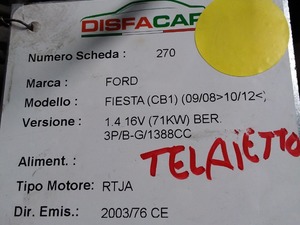 DISFACAR
Numero Scheda : 270
Marca : FORD
Modello : FIESTA (CB1) (09/08>10/12<)
Versione : 1.4 16V (71KW) BER.
3P/B-G/1388CC
Aliment. :
TELAIETTO
Tipo Motore: RTJA
Dir. Emis.: 2003/76 CE